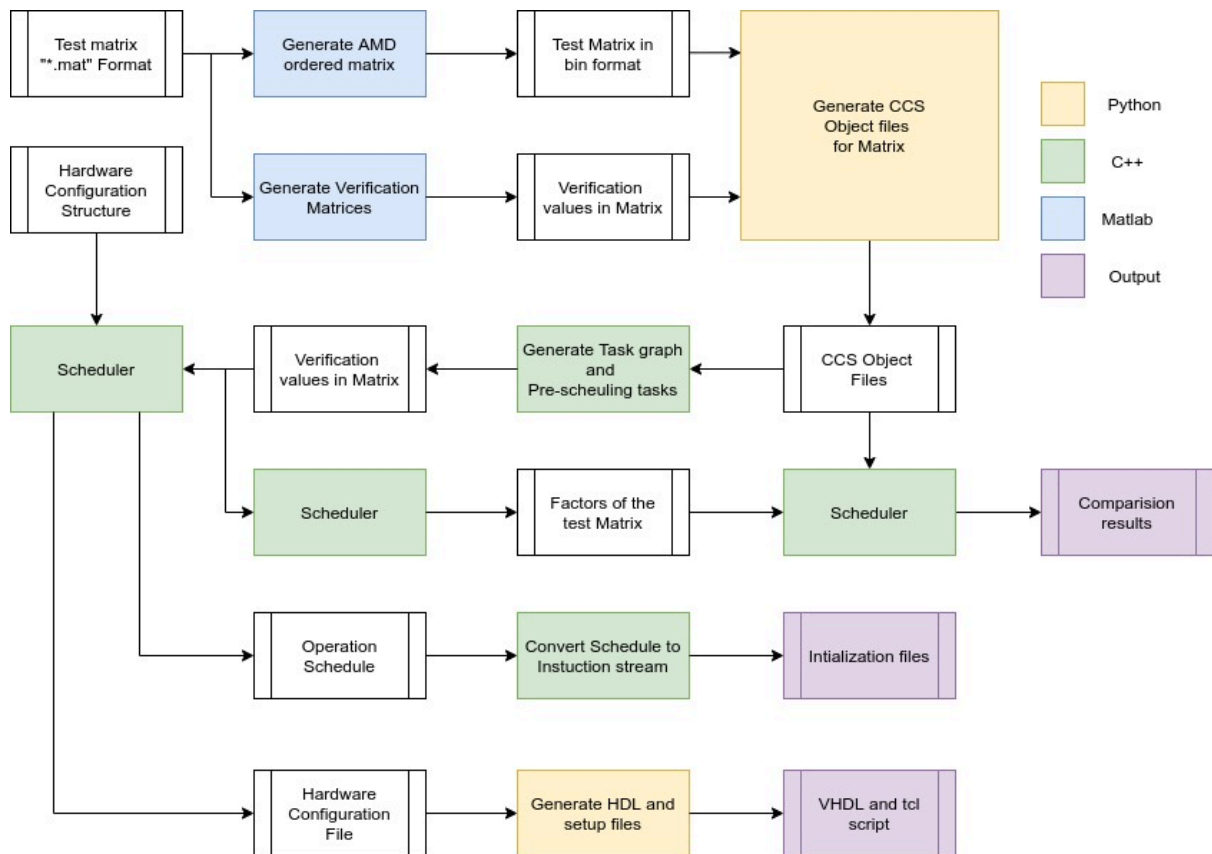 Test matrix
"*.mat" Format
Generate AMD
ordered matrix
Test Matrix in
bin format
Generate CCS
Object files
for Matrix
Python
C++
Matlab
Output
Hardware
Configuration
Structure
Generate Verification
Matrices
Verification
values in Matrix
Scheduler
Verification
values in Matrix
Generate Task graph
and
Pre-scheuling tasks
CCS Object
Files
Scheduler
Factors of the
test Matrix
Scheduler
Comparision
results
Operation
Schedule
Convert Schedule to
Instuction stream
Intialization files
Hardware
Configuration
File
Generate HDL and
setup files
VHDL and tcl
script